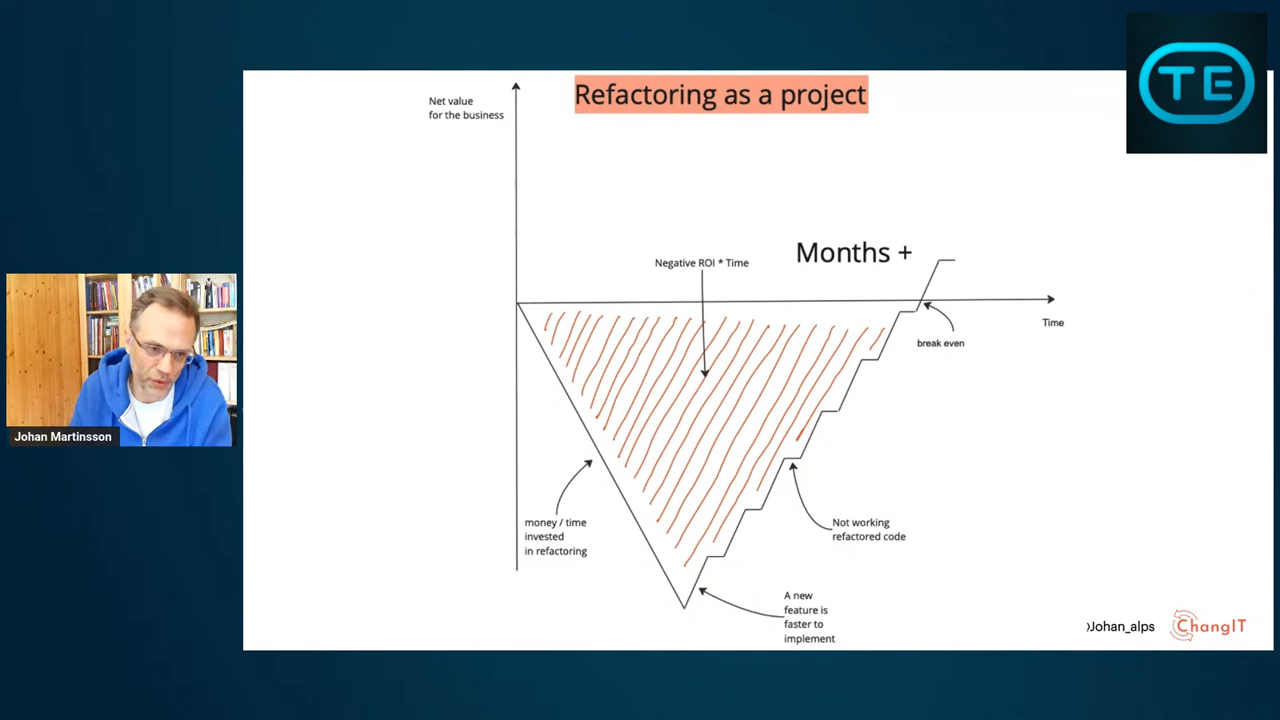 TE
Refactoring as a project
Net value
for the business
Months +
Negative ROI * Time
Time
break even
money / time
invested
in refactoring
Not working
refactored code
A new
feature is
faster to
implement
Johan Martinsson
Johan_alps
ChangIT